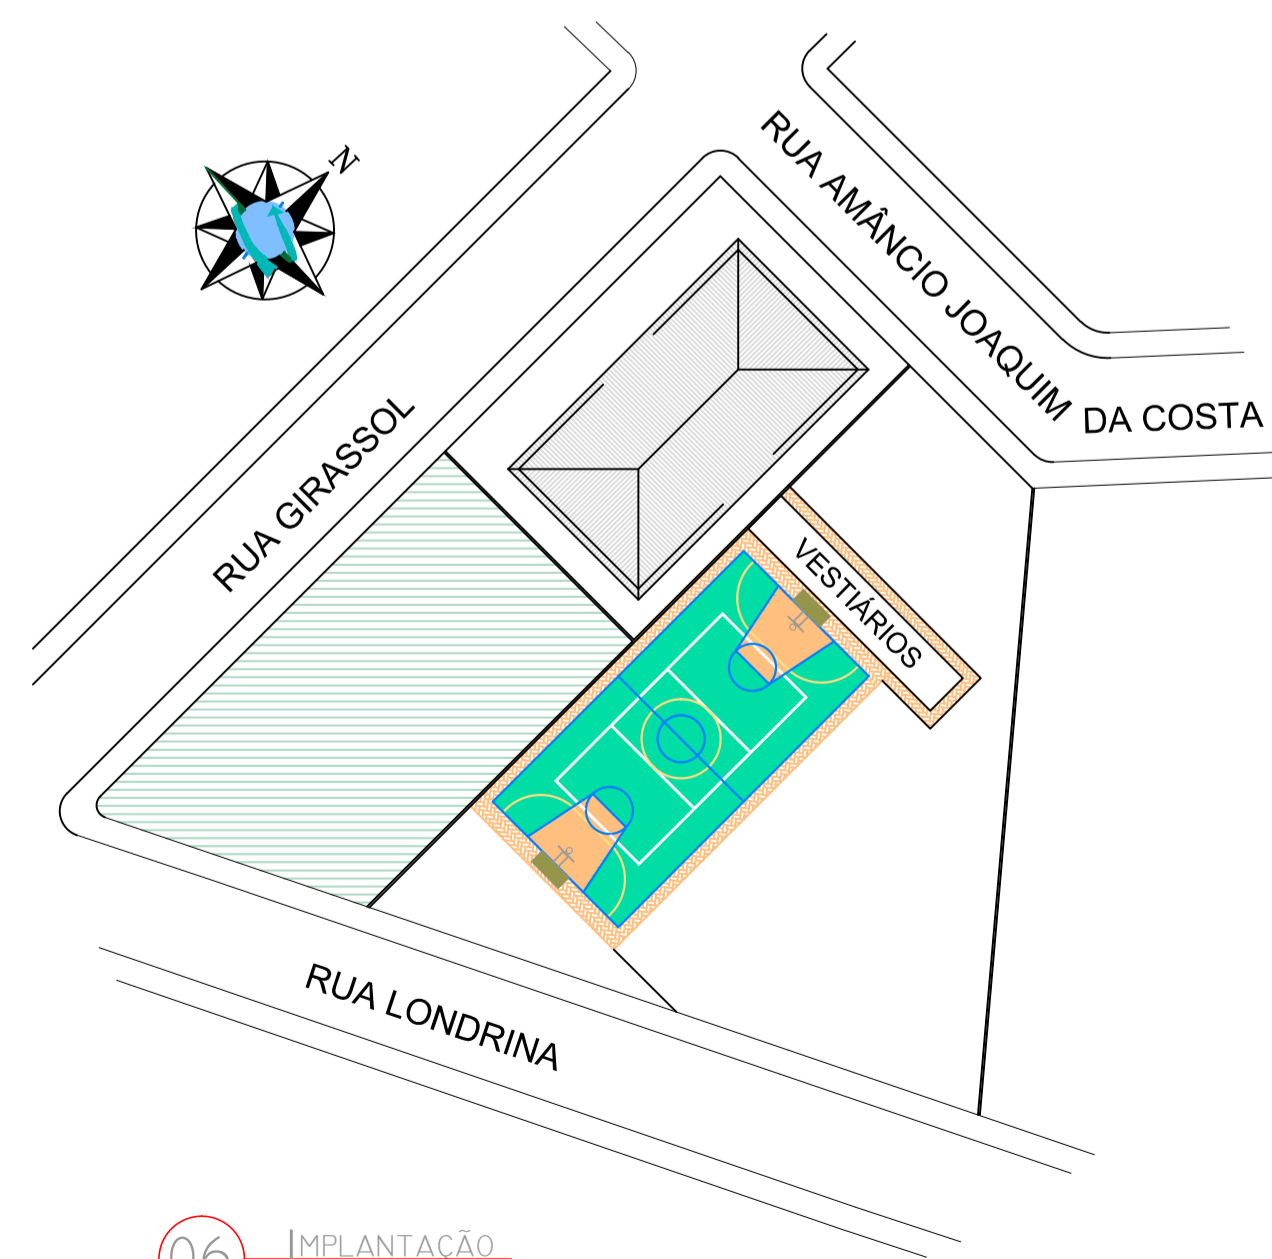 N
RUA AMÂNCIO JOAQUIM
DA COSTA
RUA GIRASSOL
VESTIÁRIOS
RUA LONDRINA
06
IMPLANTAÇÃO